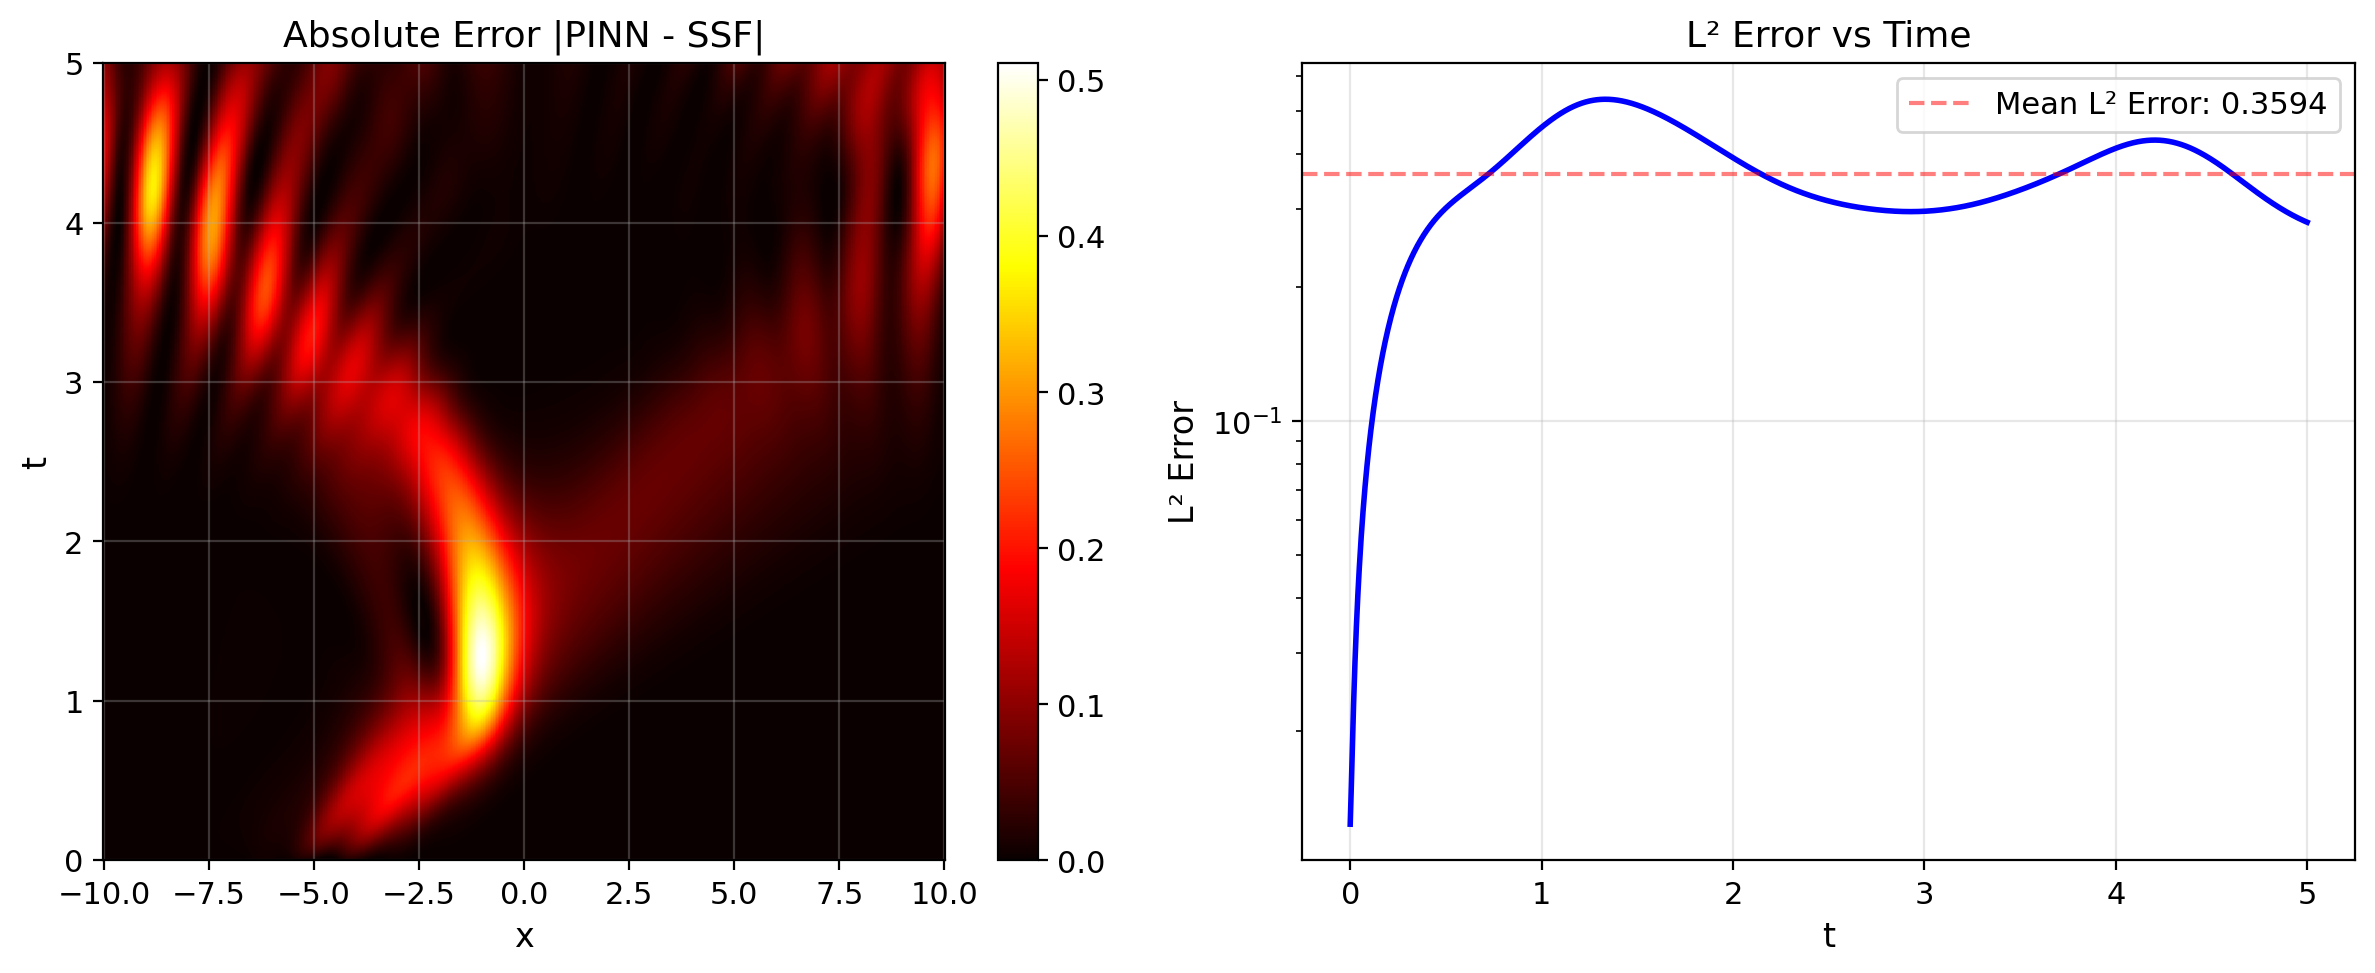 Absolute Error |PINN - SSF|
5
4
3
2
1
0
t
−10.0 −7.5 −5.0 −2.5 0.0 2.5 5.0 7.5 10.0
x
0.5
0.4
0.3
0.2
0.1
0.0
L² Error vs Time
Mean L² Error: 0.3594
L² Error
10⁻¹
0 1 2 3 4 5
t